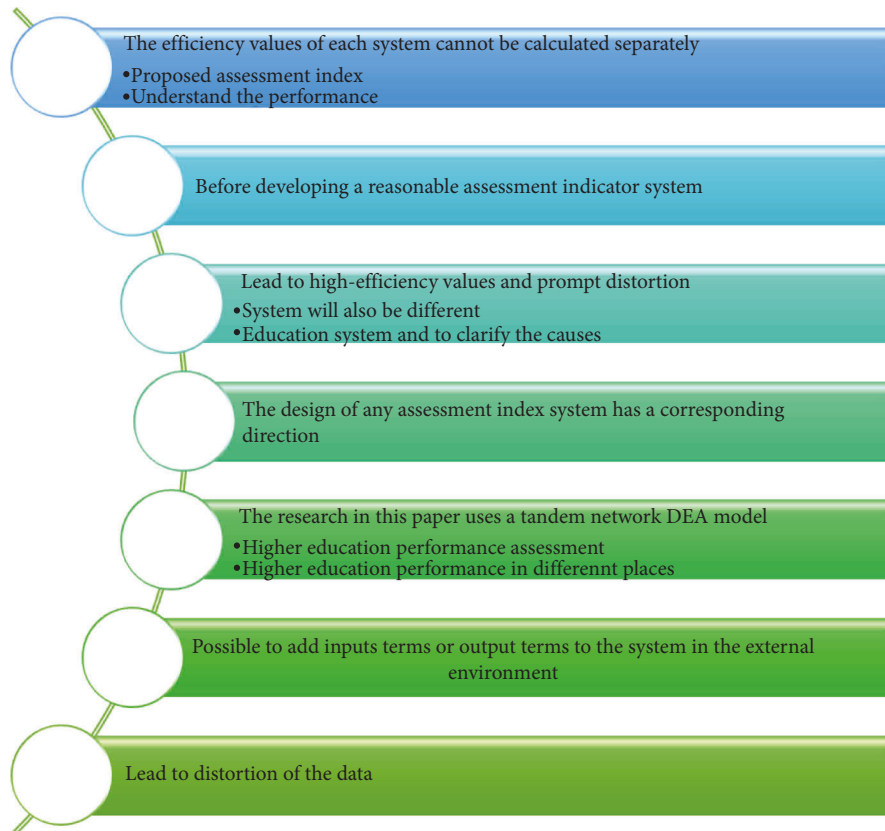 The efficiency values of each system cannot be calculated separately
•Proposed assessment index
•Understand the performance
Before developing a reasonable assessment indicator system
Lead to high-efficiency values and prompt distortion
•System will also be different
•Education system and to clarify the causes
The design of any assessment index system has a corresponding
direction
The research in this paper uses a tandem network DEA model
•Higher education performance assessment
•Higher education performance in differennt places
Possible to add inputs terms or output terms to the system in the external
environment
Lead to distortion of the data